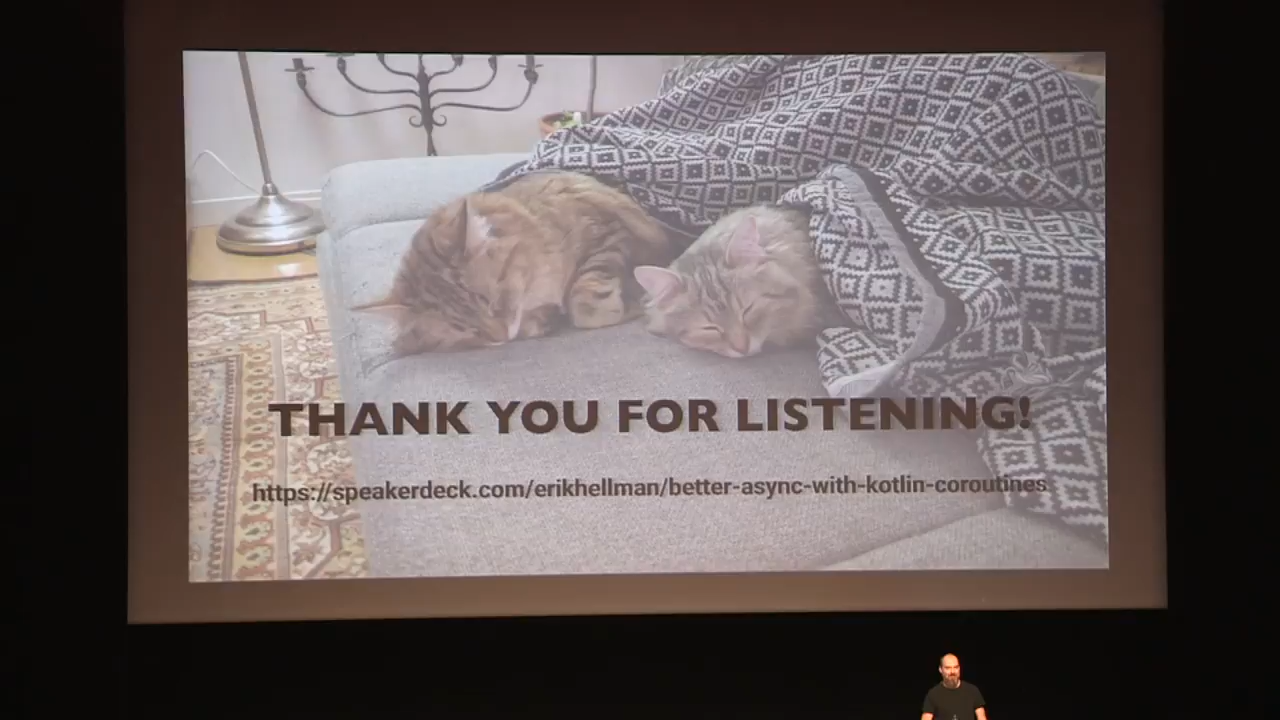 THANK YOU FOR LISTENING!
https://speakerdeck.com/erikhellman/better-async-with-kotlin-coroutines